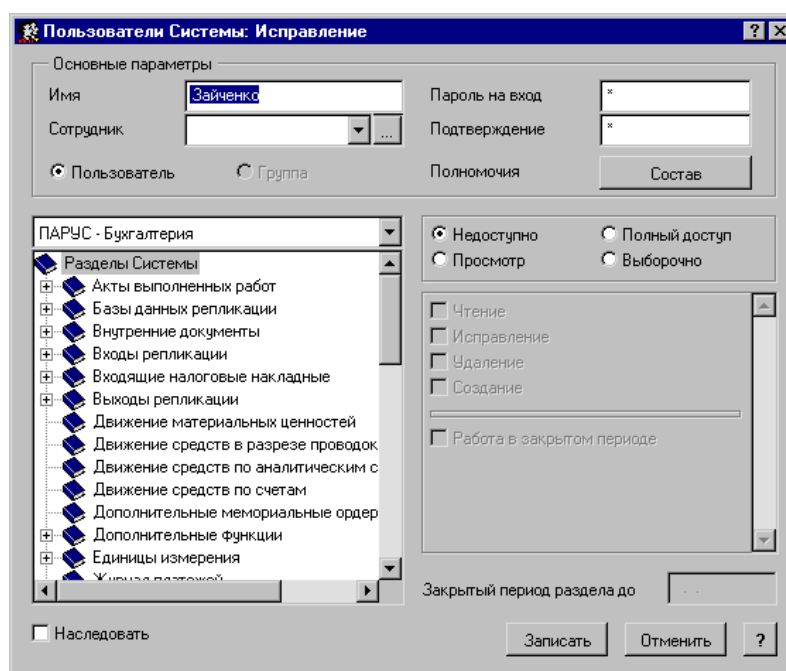 Пользователи Системы: Исправление
Основные параметры
Имя
Зайченко
Пароль на вход
*
Сотрудник
...
Подтверждение
*
Пользователь
Группа
Полномочия
Состав
ПАРУС - Бухгалтерия
Недоступно
Полный доступ
Просмотр
Выборочно
Разделы Системы
Акты выполненных работ
Базы данных репликации
Внутренние документы
Входы репликации
Входящие налоговые накладные
Выходы репликации
Движение материальных ценностей
Движение средств в разрезе проводок
Движение средств по аналитическим с
Движение средств по счетам
Дополнительные мемориальные ордер
Дополнительные функции
Единицы измерения
Журнал платежей
Чтение
Исправление
Удаление
Создание
Работа в закрытом периоде
Закрытый период раздела до
. .
Наследовать
Записать
Отменить
?